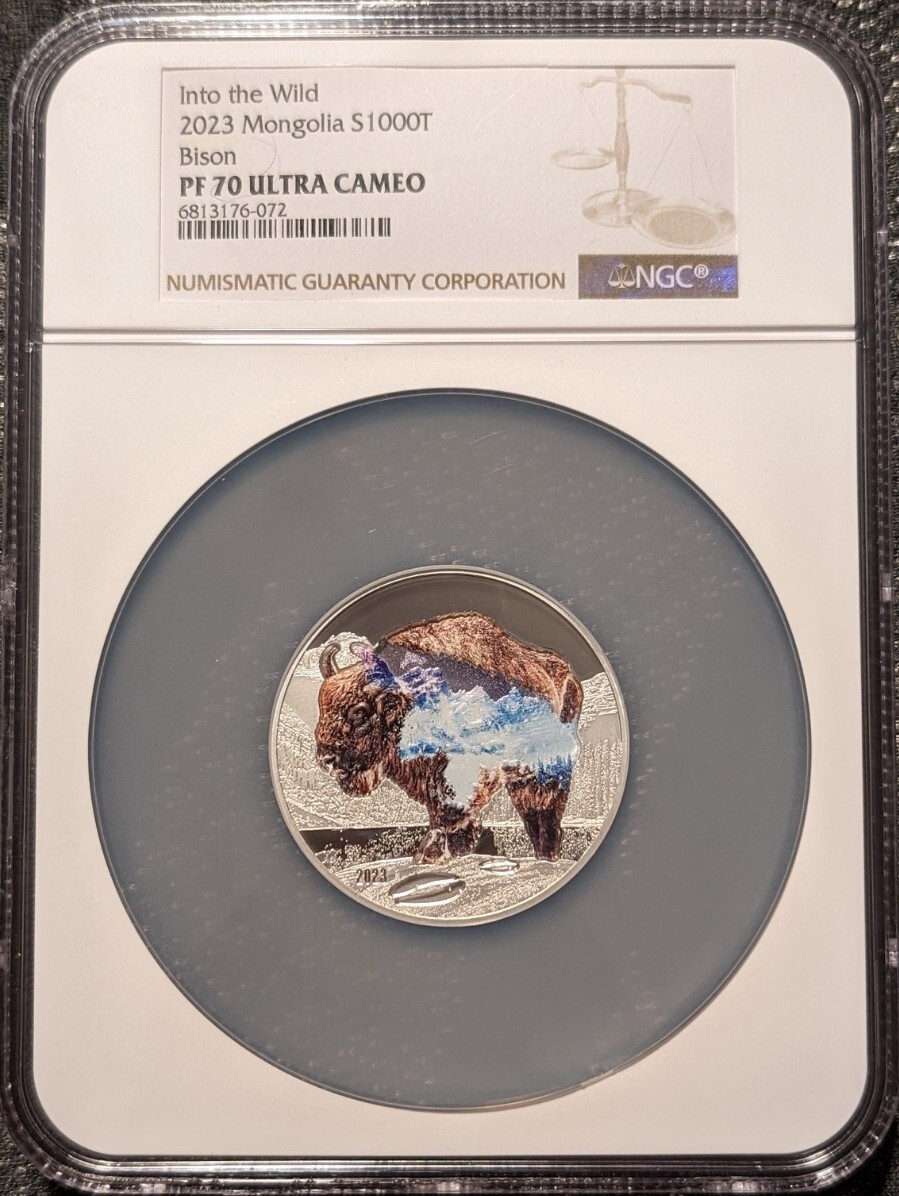 Into the Wild
2023 Mongolia S1000T
Bison
PF 70 ULTRA CAMEO
6813176-072
NUMISMATIC GUARANTY CORPORATION
NGC®
2023